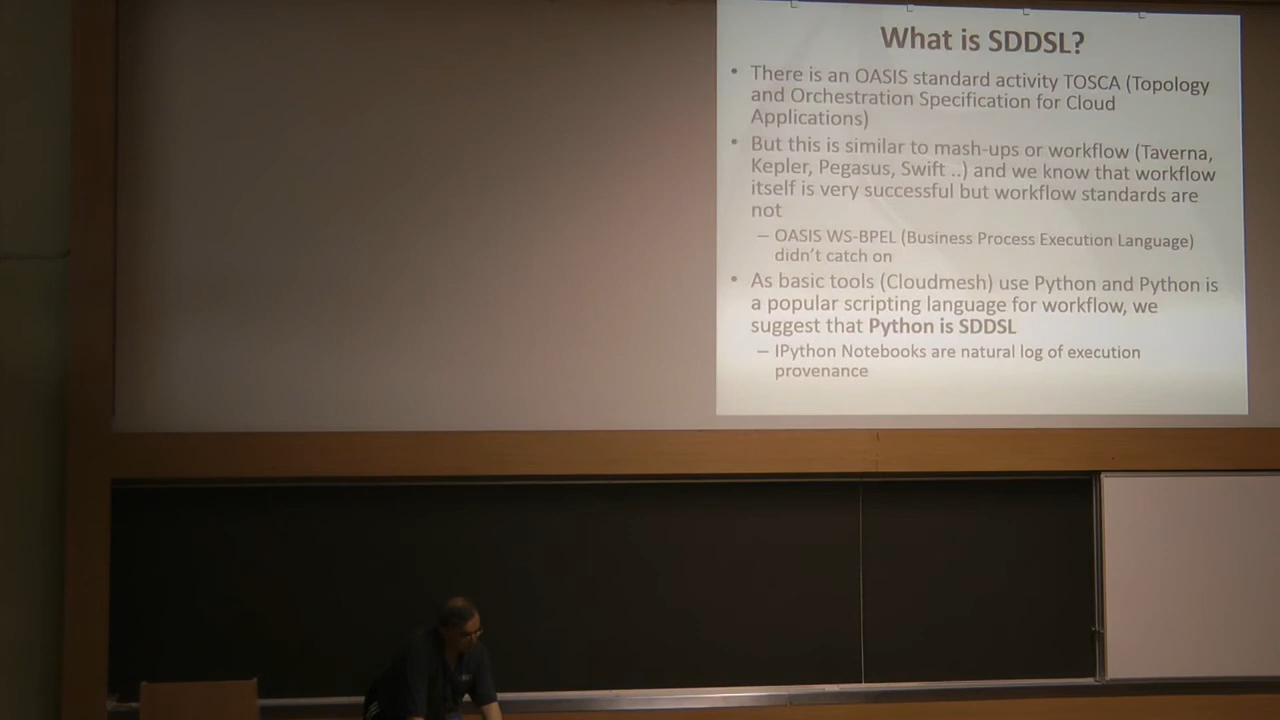 What is SDDSL?
• There is an OASIS standard activity TOSCA (Topology
and Orchestration Specification for Cloud
Applications)
• But this is similar to mash-ups or workflow (Taverna,
Kepler, Pegasus, Swift ..) and we know that workflow
itself is very successful but workflow standards are
not
– OASIS WS-BPEL (Business Process Execution Language)
didn't catch on
• As basic tools (Cloudmesh) use Python and Python is
a popular scripting language for workflow, we
suggest that Python is SDDSL
– IPython Notebooks are natural log of execution
provenance